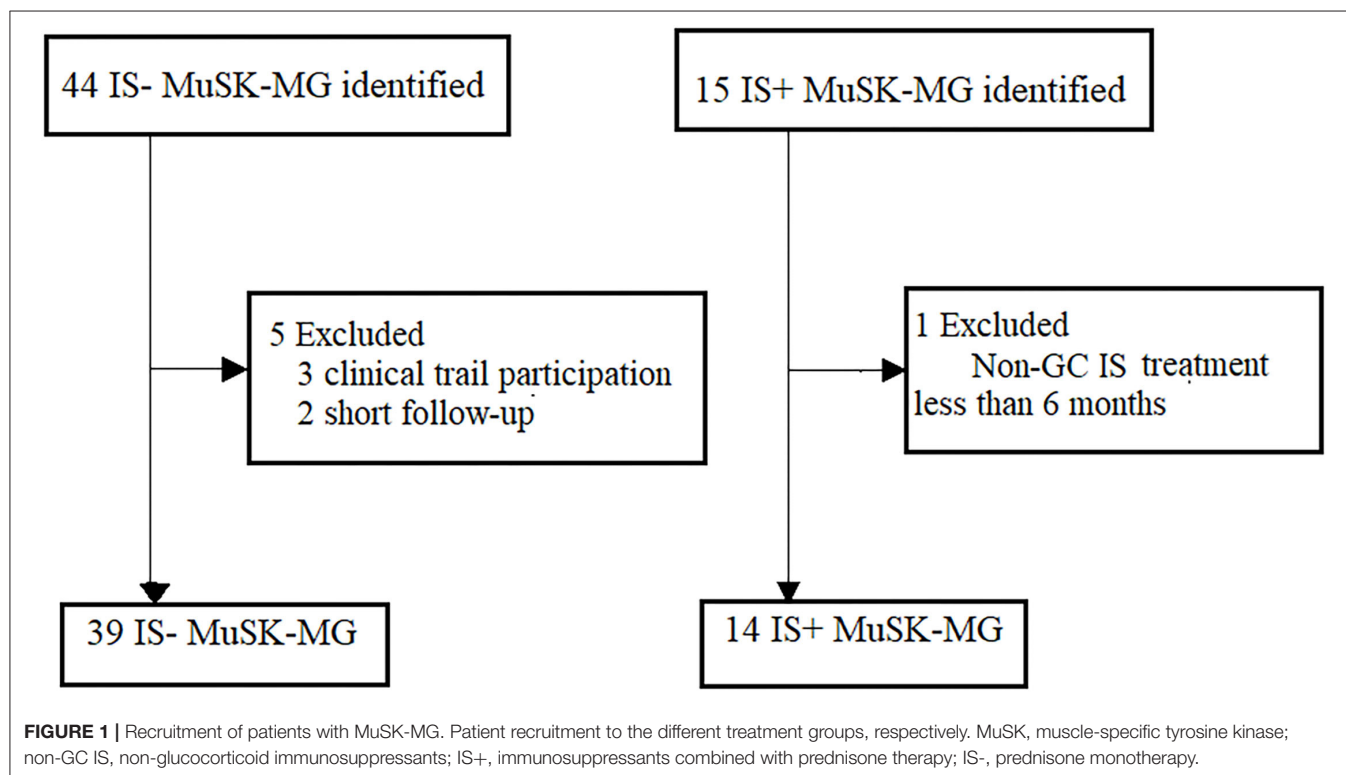 44 IS- MuSK-MG identified
15 IS+ MuSK-MG identified
5 Excluded
3 clinical trail participation
2 short follow-up
1 Excluded
Non-GC IS treatment
less than 6 months
39 IS- MuSK-MG
14 IS+ MuSK-MG
FIGURE 1 | Recruitment of patients with MuSK-MG. Patient recruitment to the different treatment groups, respectively. MuSK, muscle-specific tyrosine kinase;
non-GC IS, non-glucocorticoid immunosuppressants; IS+, immunosuppressants combined with prednisone therapy; IS-, prednisone monotherapy.